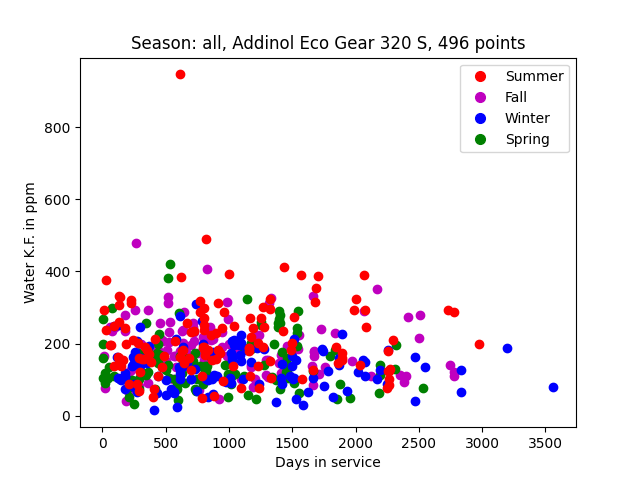 Season: all, Addinol Eco Gear 320 S, 496 points
Summer
Fall
Winter
Spring
Water K.F. in ppm
800
600
400
200
0
0 500 1000 1500 2000 2500 3000 3500
Days in service